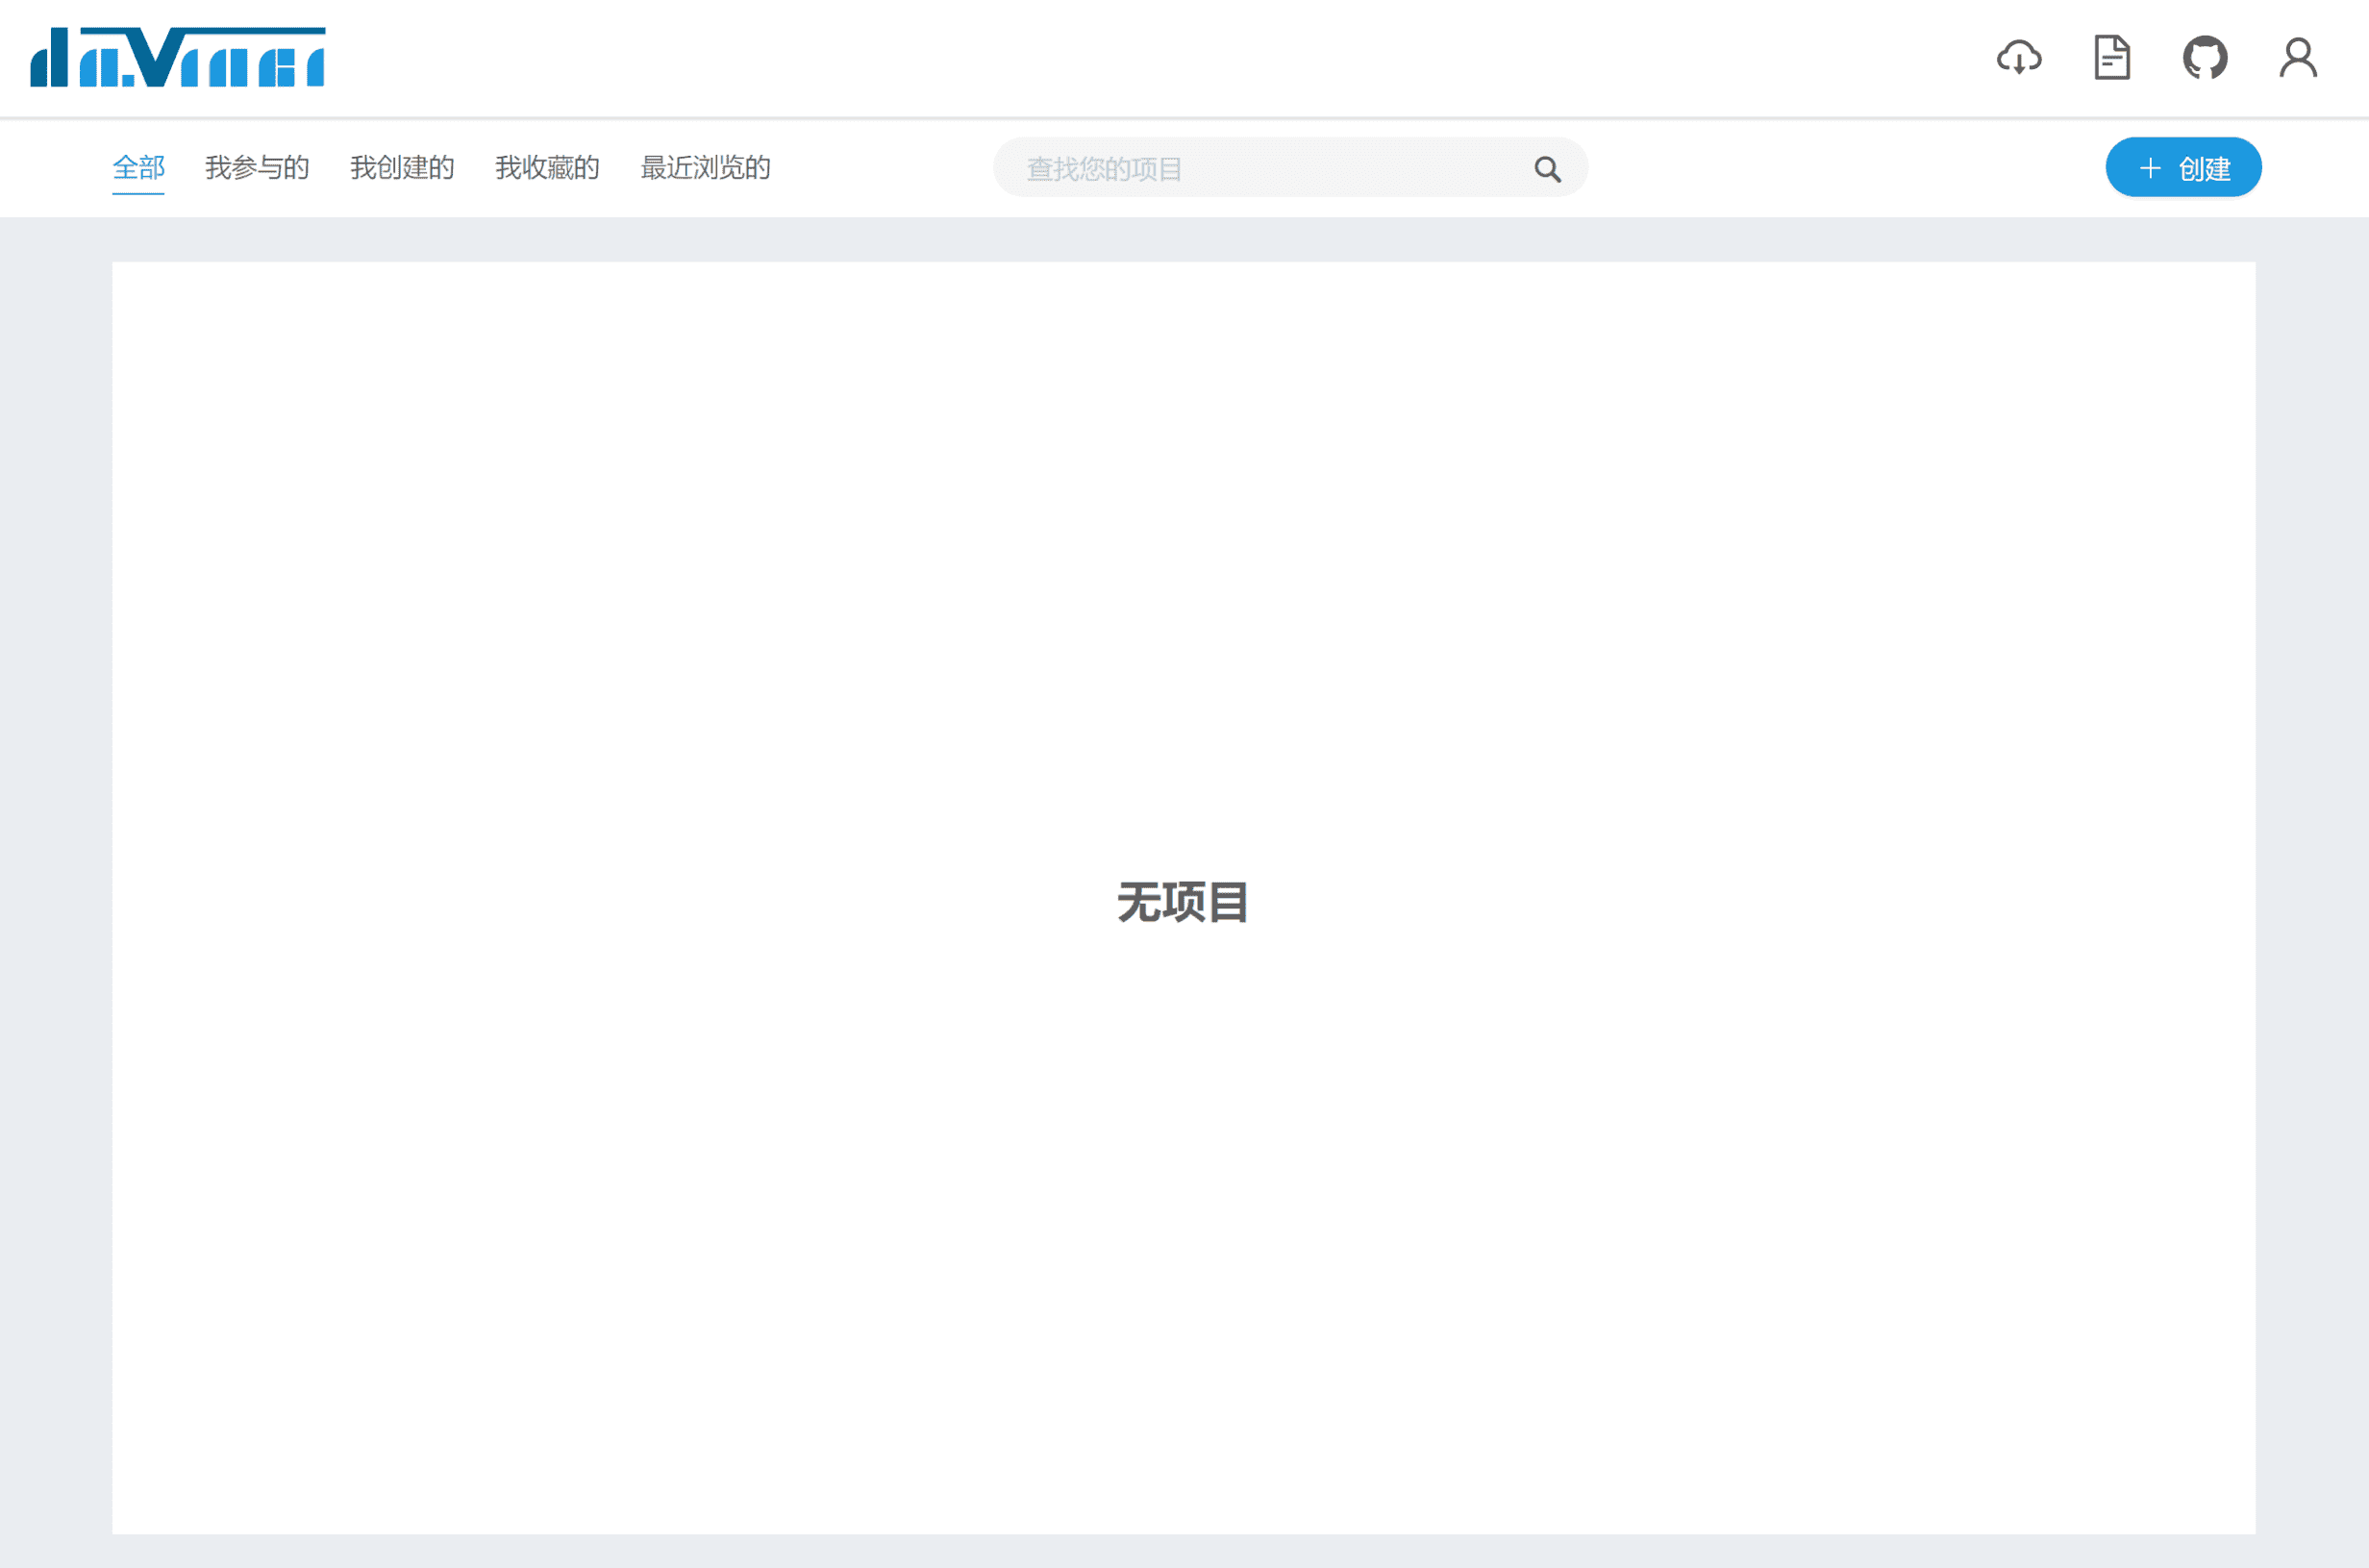 da.Vinci
全部 我参与的 我创建的 我收藏的 最近浏览的 查找您的项目 + 创建
无项目